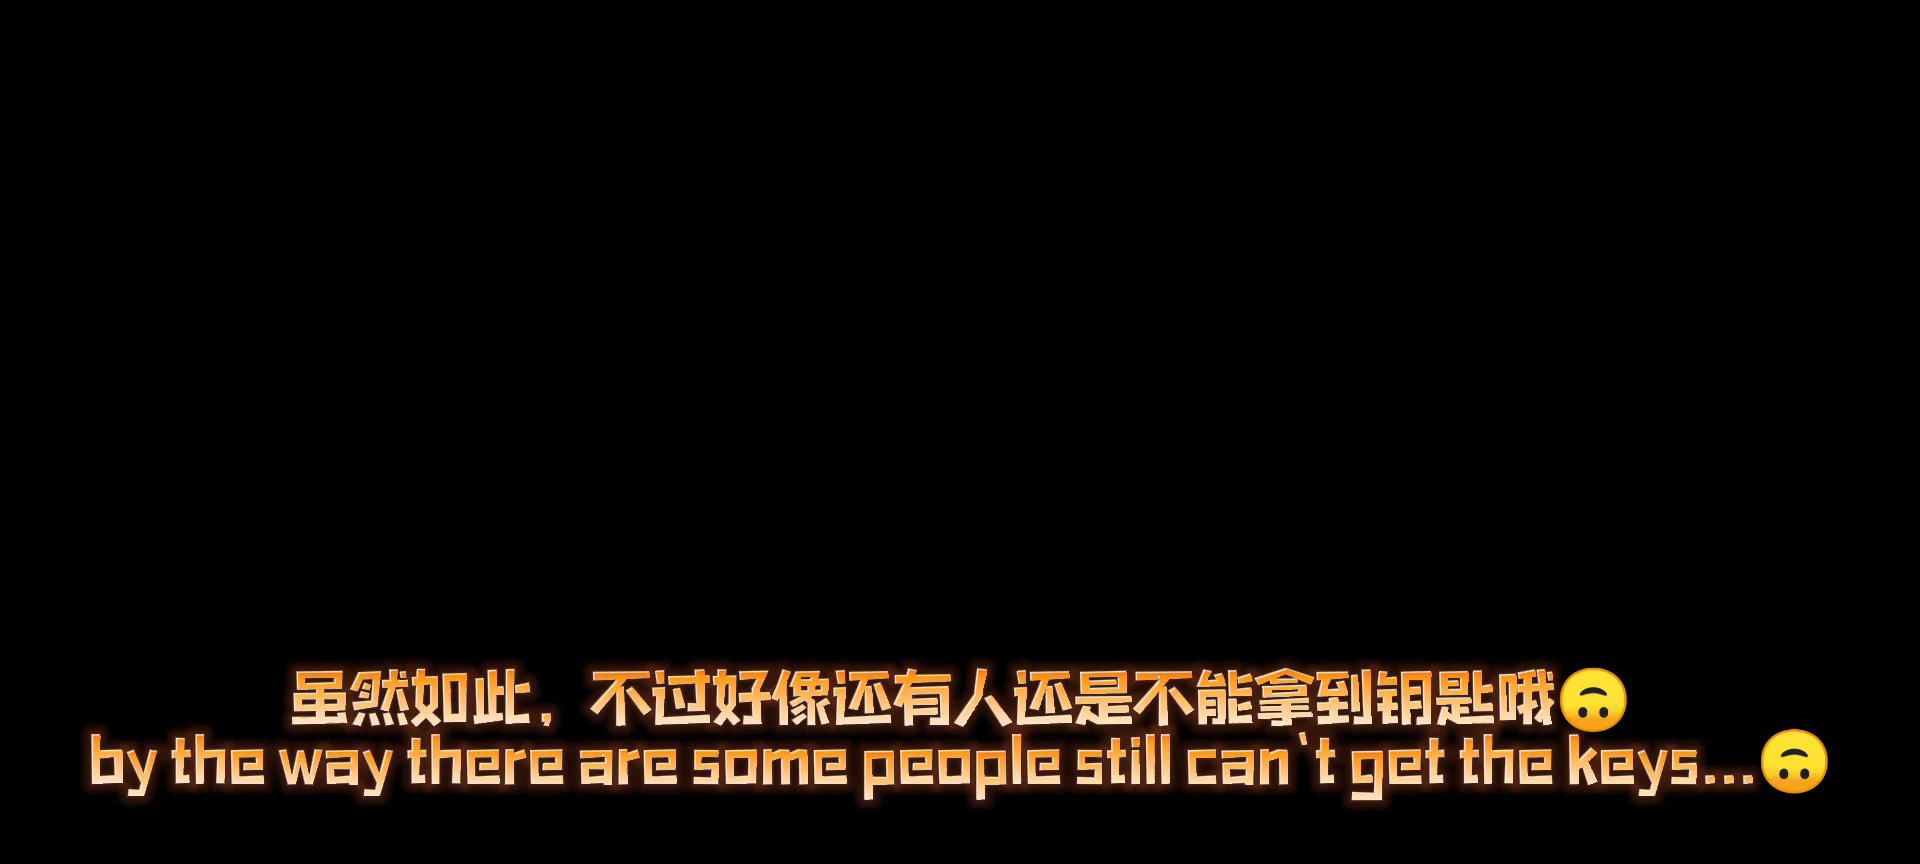 虽然如此，不过好像还有人还是不能拿到钥匙哦🙃
by the way there are some people still can`t get the keys...🙃